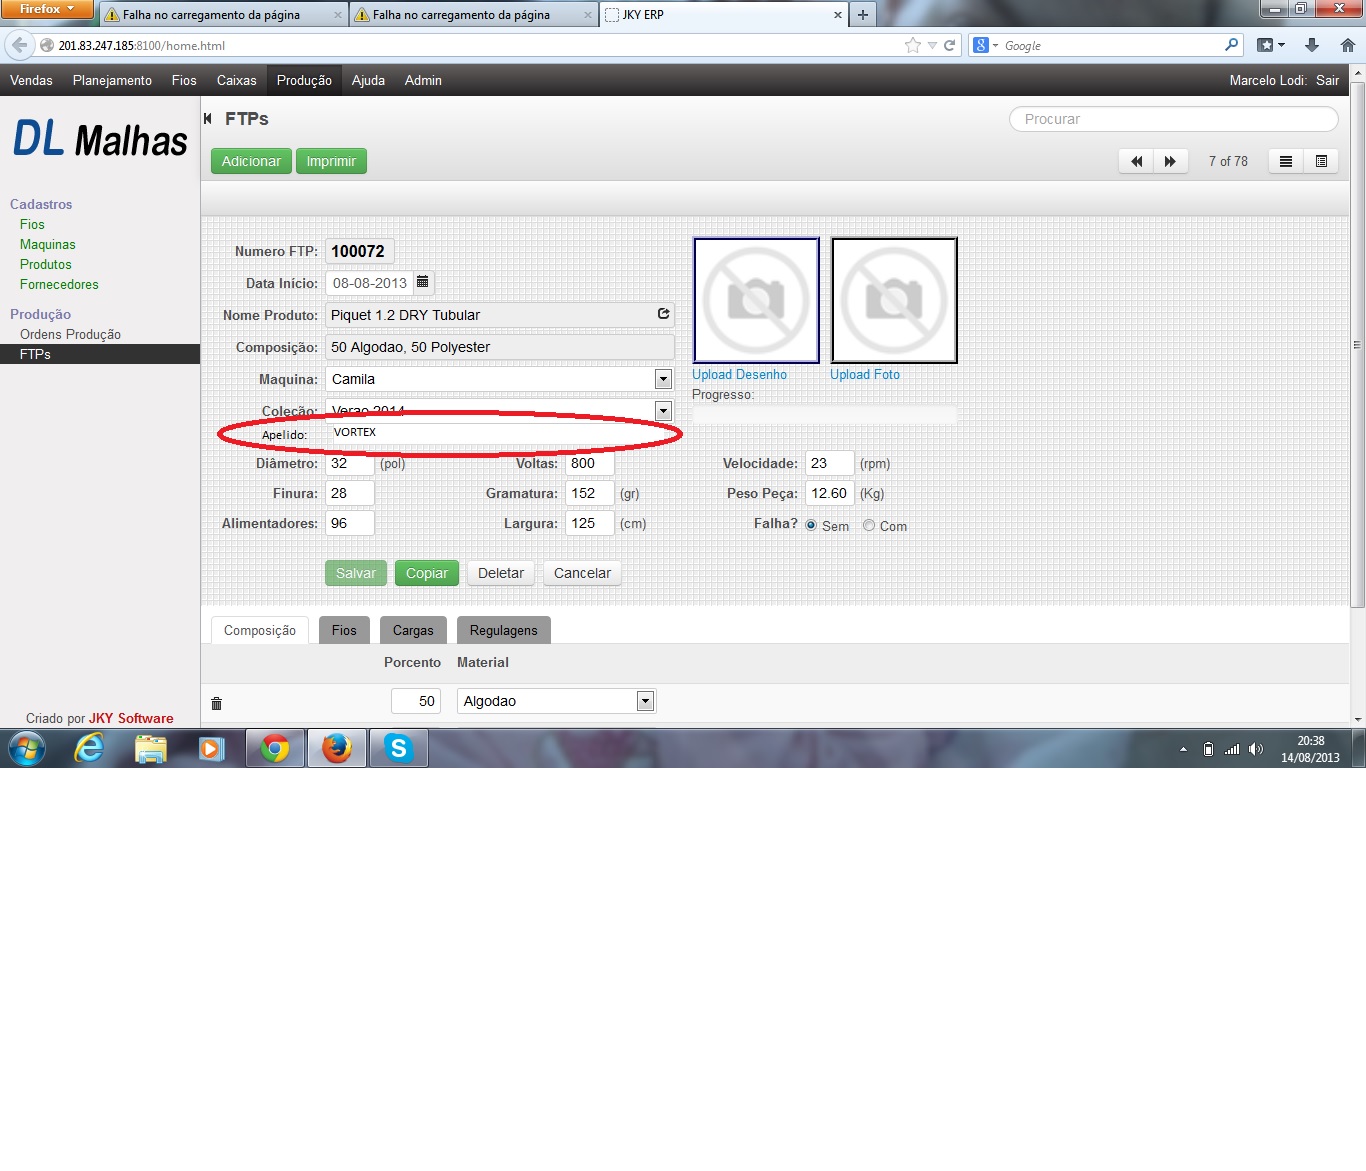 Firefox
Falha no carregamento da página
Falha no carregamento da página
JKY ERP
201.83.247.185:8100/home.html
Google
Vendas Planejamento Fios Caixas Produção Ajuda Admin
Marcelo Lodi: Sair
DL Malhas
FTPs
Procurar
Adicionar Imprimir
7 of 78
Cadastros
Fios
Maquinas
Produtos
Fornecedores
Produção
Ordens Produção
FTPs
Numero FTP: 100072
Data Início: 08-08-2013
Nome Produto: Piquet 1.2 DRY Tubular
Composição: 50 Algodao, 50 Polyester
Maquina: Camila
Coleção: Verao 2014
Apelido: VORTEX
Upload Desenho Upload Foto
Progresso:
Diâmetro: 32 (pol) Voltas: 800 Velocidade: 23 (rpm)
Finura: 28 Gramatura: 152 (gr) Peso Peça: 12.60 (Kg)
Alimentadores: 96 Largura: 125 (cm) Falha? Sem Com
Salvar Copiar Deletar Cancelar
Composição Fios Cargas Regulagens
Porcento Material
50 Algodao
Criado por JKY Software
20:38
14/08/2013